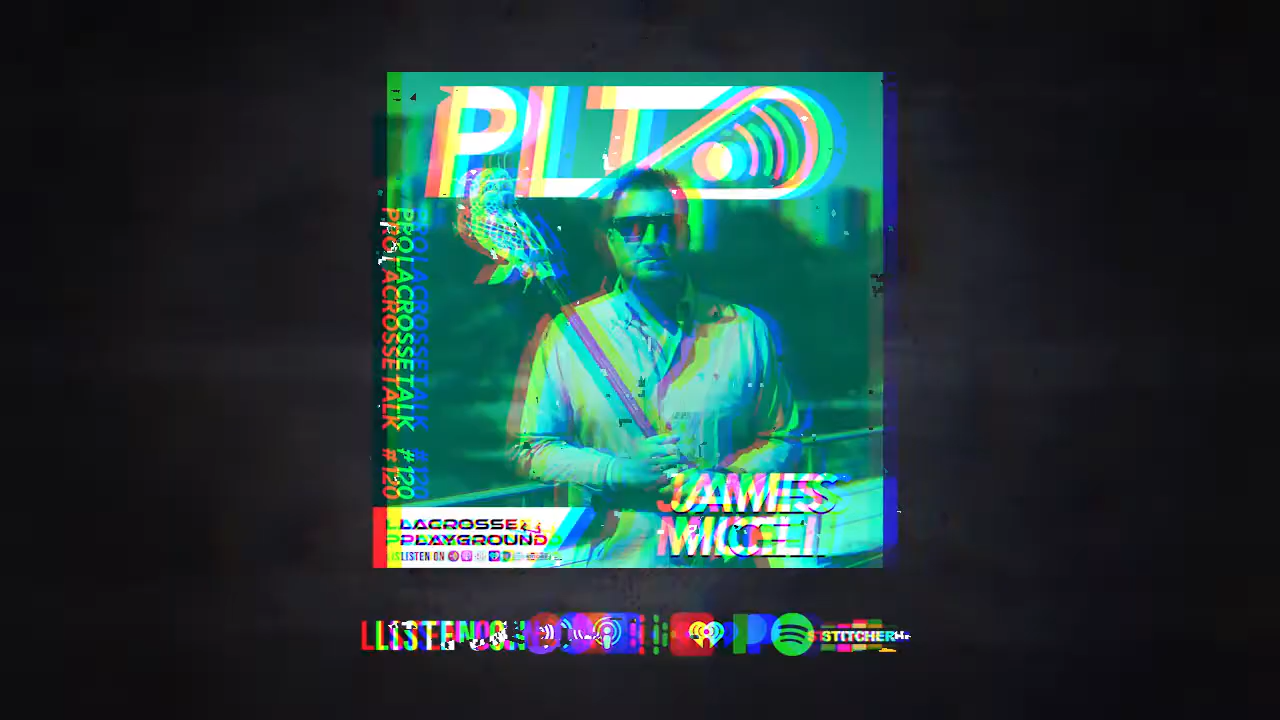 PLT
PROLACROSSETALK #120
JAMES
MICELI
LACROSSE
PLAYGROUND
LISTEN ON
LISTEN ON
STITCHER